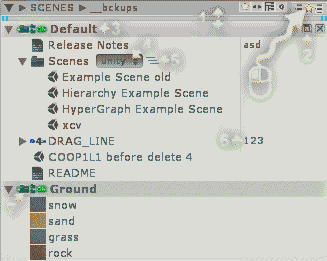 SCENES ▸ __bckups
Default
Release Notes asd
Scenes unity
Example Scene old
Hierarchy Example Scene
HyperGraph Example Scene
xcv
DRAG_LINE 123
COOP1L1 before delete 4
README
Ground
snow
sand
grass
rock